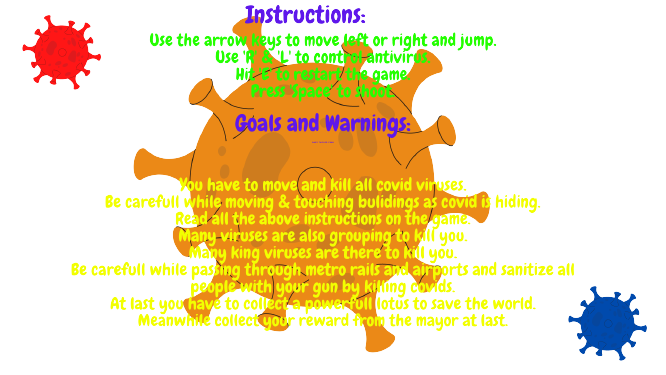 Instructions:
Use the arrow keys to move left or right and jump.
Use 'R' & 'L' to control antivirus.
Hit 'E' to restart the game.
Press 'Space' to shoot.
Goals and Warnings:
You have to move and kill all covid viruses.
Be carefull while moving & touching bulidings as covid is hiding.
Read all the above instructions on the game.
Many viruses are also grouping to kill you.
Many king viruses are there to kill you.
Be carefull while passing through metro rails and airports and sanitize all
people with your gun by killing covids.
At last you have to collect a powerfull lotus to save the world.
Meanwhile collect your reward from the mayor at last.